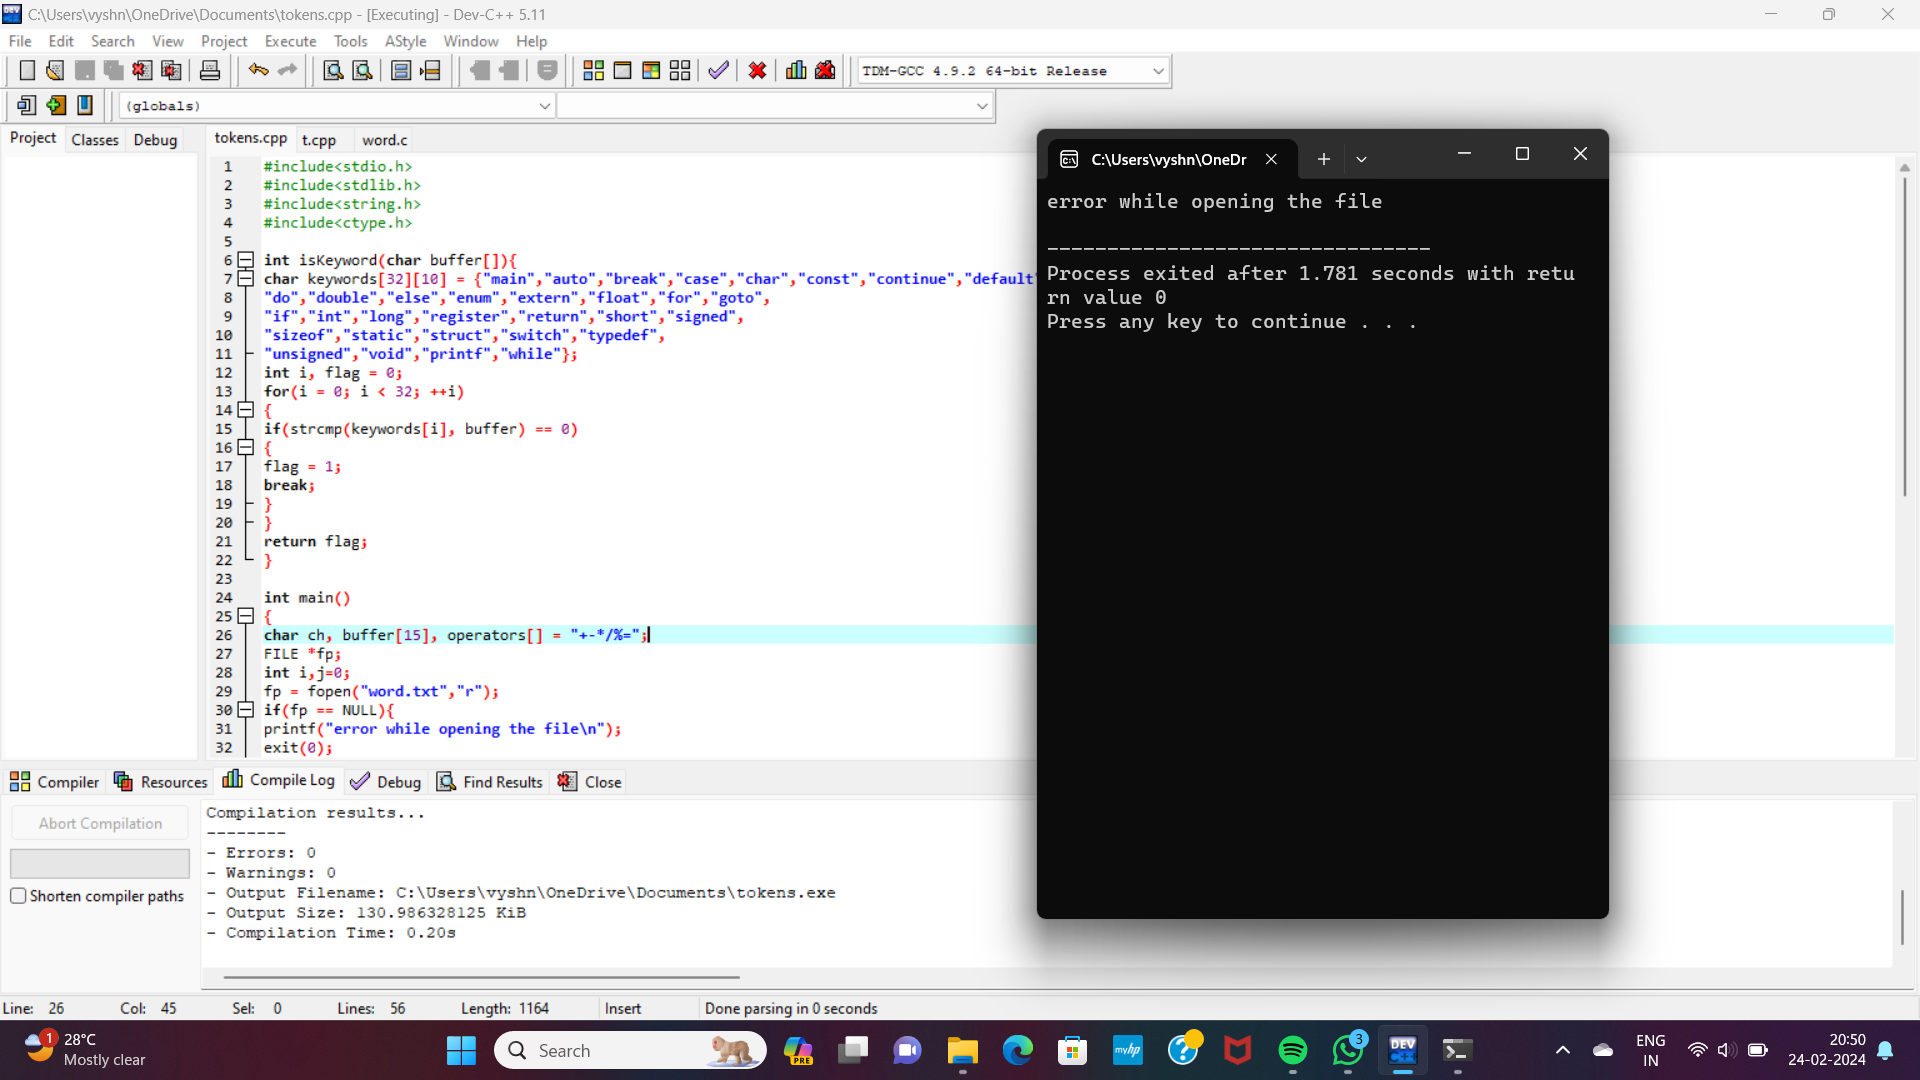 C:\Users\vyshn\OneDrive\Documents\tokens.cpp - [Executing] - Dev-C++ 5.11
File Edit Search View Project Execute Tools AStyle Window Help
TDM-GCC 4.9.2 64-bit Release
(globals)
Project Classes Debug
tokens.cpp t.cpp word.c
1 #include<stdio.h>
2 #include<stdlib.h>
3 #include<string.h>
4 #include<ctype.h>
5
6 int isKeyword(char buffer[]){
7 char keywords[32][10] = {"main","auto","break","case","char","const","continue","default"
8 "do","double","else","enum","extern","float","for","goto",
9 "if","int","long","register","return","short","signed",
10 "sizeof","static","struct","switch","typedef",
11 "unsigned","void","printf","while"};
12 int i, flag = 0;
13 for(i = 0; i < 32; ++i)
14 {
15 if(strcmp(keywords[i], buffer) == 0)
16 {
17 flag = 1;
18 break;
19 }
20 }
21 return flag;
22 }
23
24 int main()
25 {
26 char ch, buffer[15], operators[] = "+-*/%=";
27 FILE *fp;
28 int i,j=0;
29 fp = fopen("word.txt","r");
30 if(fp == NULL){
31 printf("error while opening the file\n");
32 exit(0);
C:\Users\vyshn\OneDr
error while opening the file
--------------------------------
Process exited after 1.781 seconds with retu
rn value 0
Press any key to continue . . .
Compiler Resources Compile Log Debug Find Results Close
Abort Compilation
Shorten compiler paths
Compilation results...
--------
- Errors: 0
- Warnings: 0
- Output Filename: C:\Users\vyshn\OneDrive\Documents\tokens.exe
- Output Size: 130.986328125 KiB
- Compilation Time: 0.20s
Line: 26 Col: 45 Sel: 0 Lines: 56 Length: 1164 Insert Done parsing in 0 seconds
1
28°C
Mostly clear
Search
PRE
myhp
3
DEV
C++
ENG
IN
20:50
24-02-2024